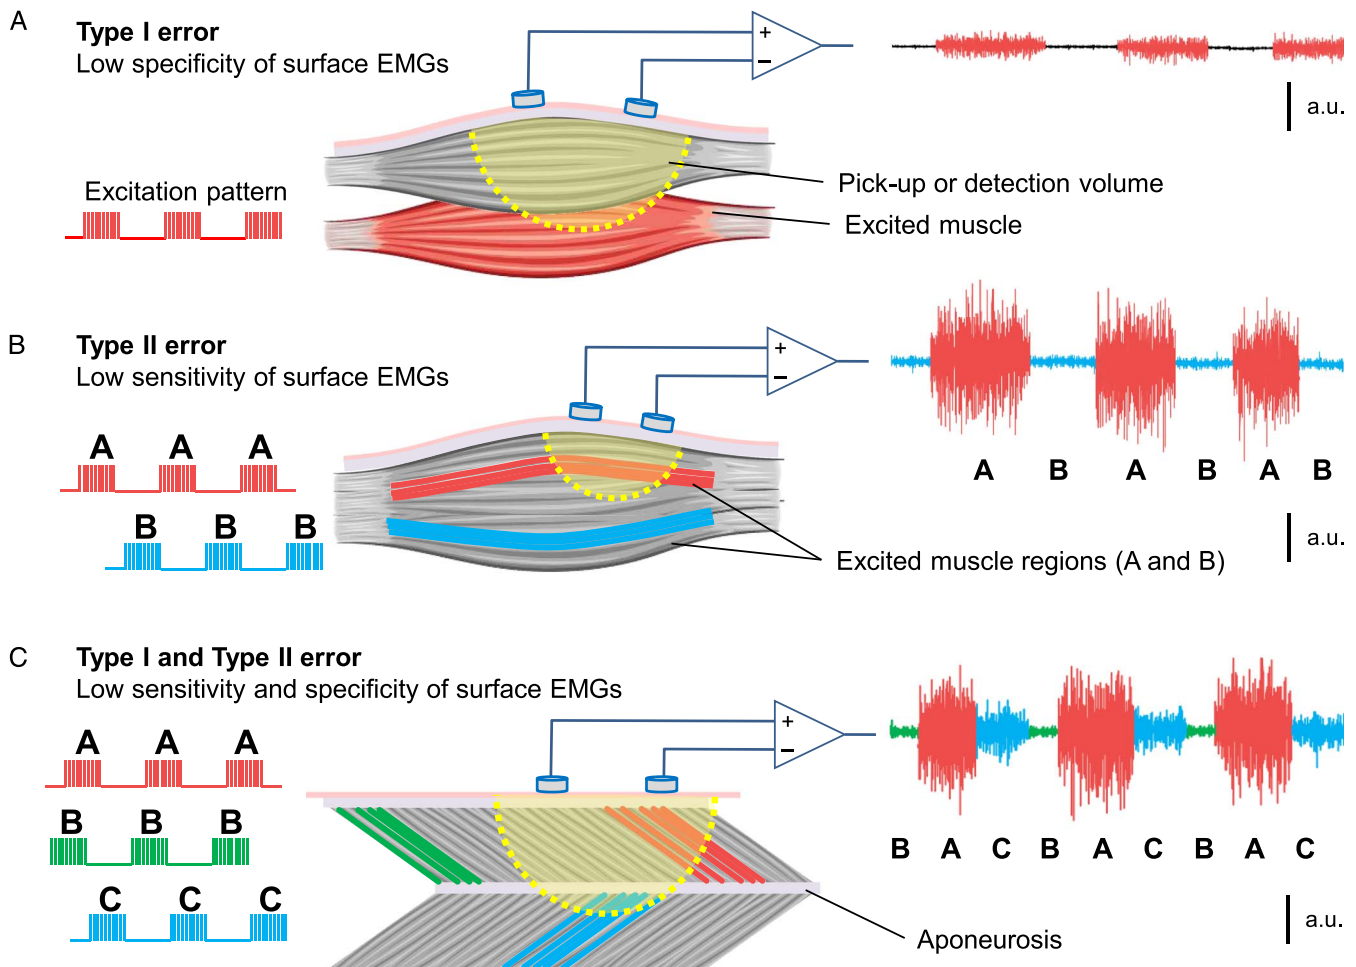 A
Type I error
Low specificity of surface EMGs
+
−
a.u.
Pick-up or detection volume
Excitation pattern
Excited muscle
B
Type II error
Low sensitivity of surface EMGs
+
−
A A A
B B B
A B A B A B
a.u.
Excited muscle regions (A and B)
C
Type I and Type II error
Low sensitivity and specificity of surface EMGs
+
−
A A A
B B B
C C C
B A C B A C B A C
a.u.
Aponeurosis